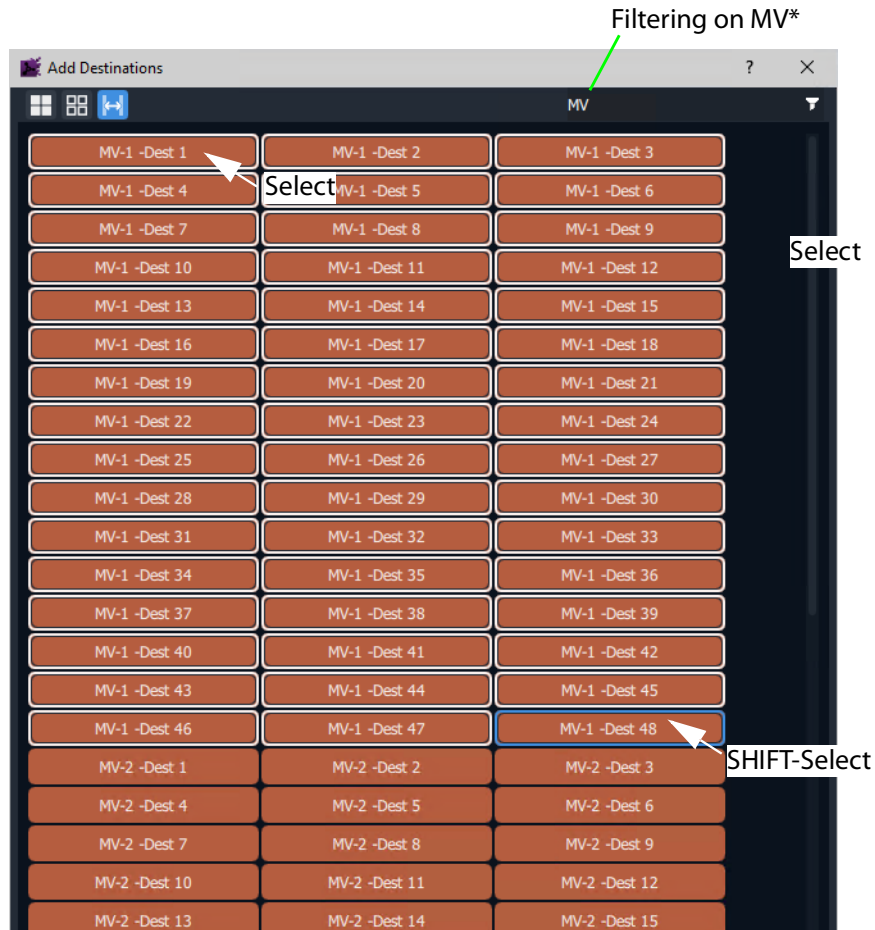 Filtering on MV*
Add Destinations ? ×
MV
MV-1 -Dest 1 MV-1 -Dest 2 MV-1 -Dest 3
Select
MV-1 -Dest 4 MV-1 -Dest 5 MV-1 -Dest 6
MV-1 -Dest 7 MV-1 -Dest 8 MV-1 -Dest 9
Select
MV-1 -Dest 10 MV-1 -Dest 11 MV-1 -Dest 12
MV-1 -Dest 13 MV-1 -Dest 14 MV-1 -Dest 15
MV-1 -Dest 16 MV-1 -Dest 17 MV-1 -Dest 18
MV-1 -Dest 19 MV-1 -Dest 20 MV-1 -Dest 21
MV-1 -Dest 22 MV-1 -Dest 23 MV-1 -Dest 24
MV-1 -Dest 25 MV-1 -Dest 26 MV-1 -Dest 27
MV-1 -Dest 28 MV-1 -Dest 29 MV-1 -Dest 30
MV-1 -Dest 31 MV-1 -Dest 32 MV-1 -Dest 33
MV-1 -Dest 34 MV-1 -Dest 35 MV-1 -Dest 36
MV-1 -Dest 37 MV-1 -Dest 38 MV-1 -Dest 39
MV-1 -Dest 40 MV-1 -Dest 41 MV-1 -Dest 42
MV-1 -Dest 43 MV-1 -Dest 44 MV-1 -Dest 45
MV-1 -Dest 46 MV-1 -Dest 47 MV-1 -Dest 48
SHIFT-Select
MV-2 -Dest 1 MV-2 -Dest 2 MV-2 -Dest 3
MV-2 -Dest 4 MV-2 -Dest 5 MV-2 -Dest 6
MV-2 -Dest 7 MV-2 -Dest 8 MV-2 -Dest 9
MV-2 -Dest 10 MV-2 -Dest 11 MV-2 -Dest 12
MV-2 -Dest 13 MV-2 -Dest 14 MV-2 -Dest 15